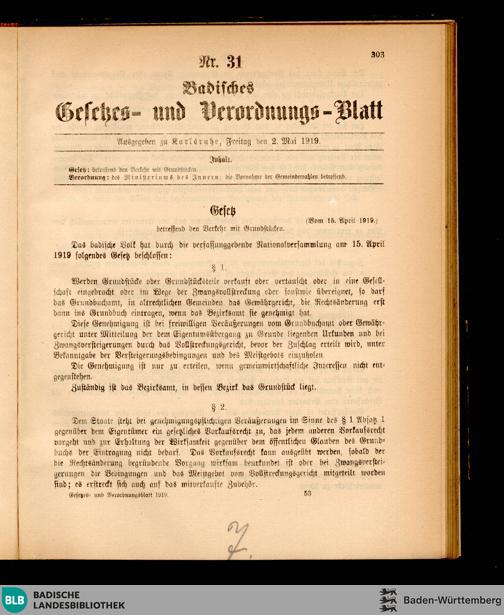 303
Nr. 31
Badisches
Gesetzes- und Verordnungs-Blatt
Ausgegeben zu Karlsruhe, Freitag den 2. Mai 1919.
Inhalt.
Gesetz: betreffend den Verkehr mit Grundstücken.
Verordnung: des Ministeriums des Innern: die Vornahme der Gemeindewahlen betreffend.
Gesetz
(Vom 15. April 1919.)
betreffend den Verkehr mit Grundstücken.
Das badische Volk hat durch die verfassunggebende Nationalversammlung am 15. April
1919 folgendes Gesetz beschlossen:
§ 1.
Werden Grundstücke oder Grundstücksteile verkauft oder vertauscht oder in eine Gesell-
schaft eingebracht oder im Wege der Zwangsvollstreckung oder sonstwie übereignet, so darf
das Grundbuchamt, in altrechtlichen Gemeinden das Gewährgericht, die Rechtsänderung erst
dann ins Grundbuch eintragen, wenn das Bezirksamt sie genehmigt hat.
Diese Genehmigung ist bei freiwilligen Veräußerungen vom Grundbuchamt oder Gewähr-
gericht unter Mitteilung der dem Eigentumsübergang zu Grunde liegenden Urkunden und bei
Zwangsversteigerungen durch das Vollstreckungsgericht, bevor der Zuschlag erteilt wird, unter
Bekanntgabe der Versteigerungsbedingungen und des Meistgebots einzuholen.
Die Genehmigung ist nur zu erteilen, wenn gemeinwirtschaftliche Interessen nicht ent-
gegenstehen.
Zuständig ist das Bezirksamt, in dessen Bezirk das Grundstück liegt.
§ 2.
Dem Staate steht bei genehmigungspflichtigen Veräußerungen im Sinne des § 1 Absatz 1
gegenüber dem Eigentümer ein gesetzliches Vorkaufsrecht zu, das jedem anderen Vorkaufsrecht
vorgeht und zur Erhaltung der Wirksamkeit gegenüber dem öffentlichen Glauben des Grund-
buchs der Eintragung nicht bedarf. Das Vorkaufsrecht kann ausgeübt werden, sobald der
die Rechtsänderung begründende Vorgang wirksam beurkundet ist oder bei Zwangsverstei-
gerungen die Bedingungen und das Meistgebot vom Vollstreckungsgericht mitgeteilt worden
sind; es erstreckt sich auch auf das mitverkaufte Zubehör.
Gesetzes- und Verordnungsblatt 1919. 53
BLB BADISCHE
LANDESBIBLIOTHEK
Baden-Württemberg